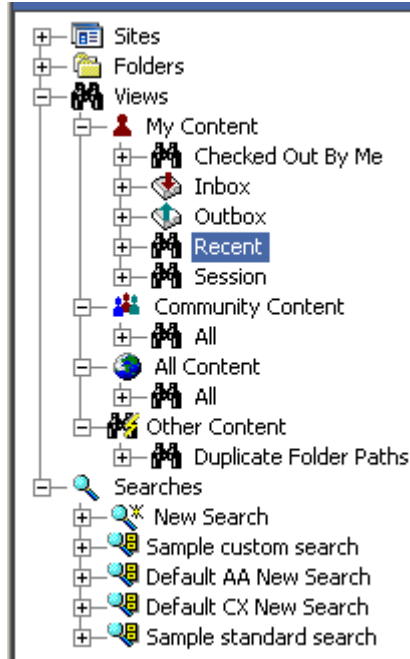 Sites
Folders
Views
My Content
Checked Out By Me
Inbox
Outbox
Recent
Session
Community Content
All
All Content
All
Other Content
Duplicate Folder Paths
Searches
New Search
Sample custom search
Default AA New Search
Default CX New Search
Sample standard search